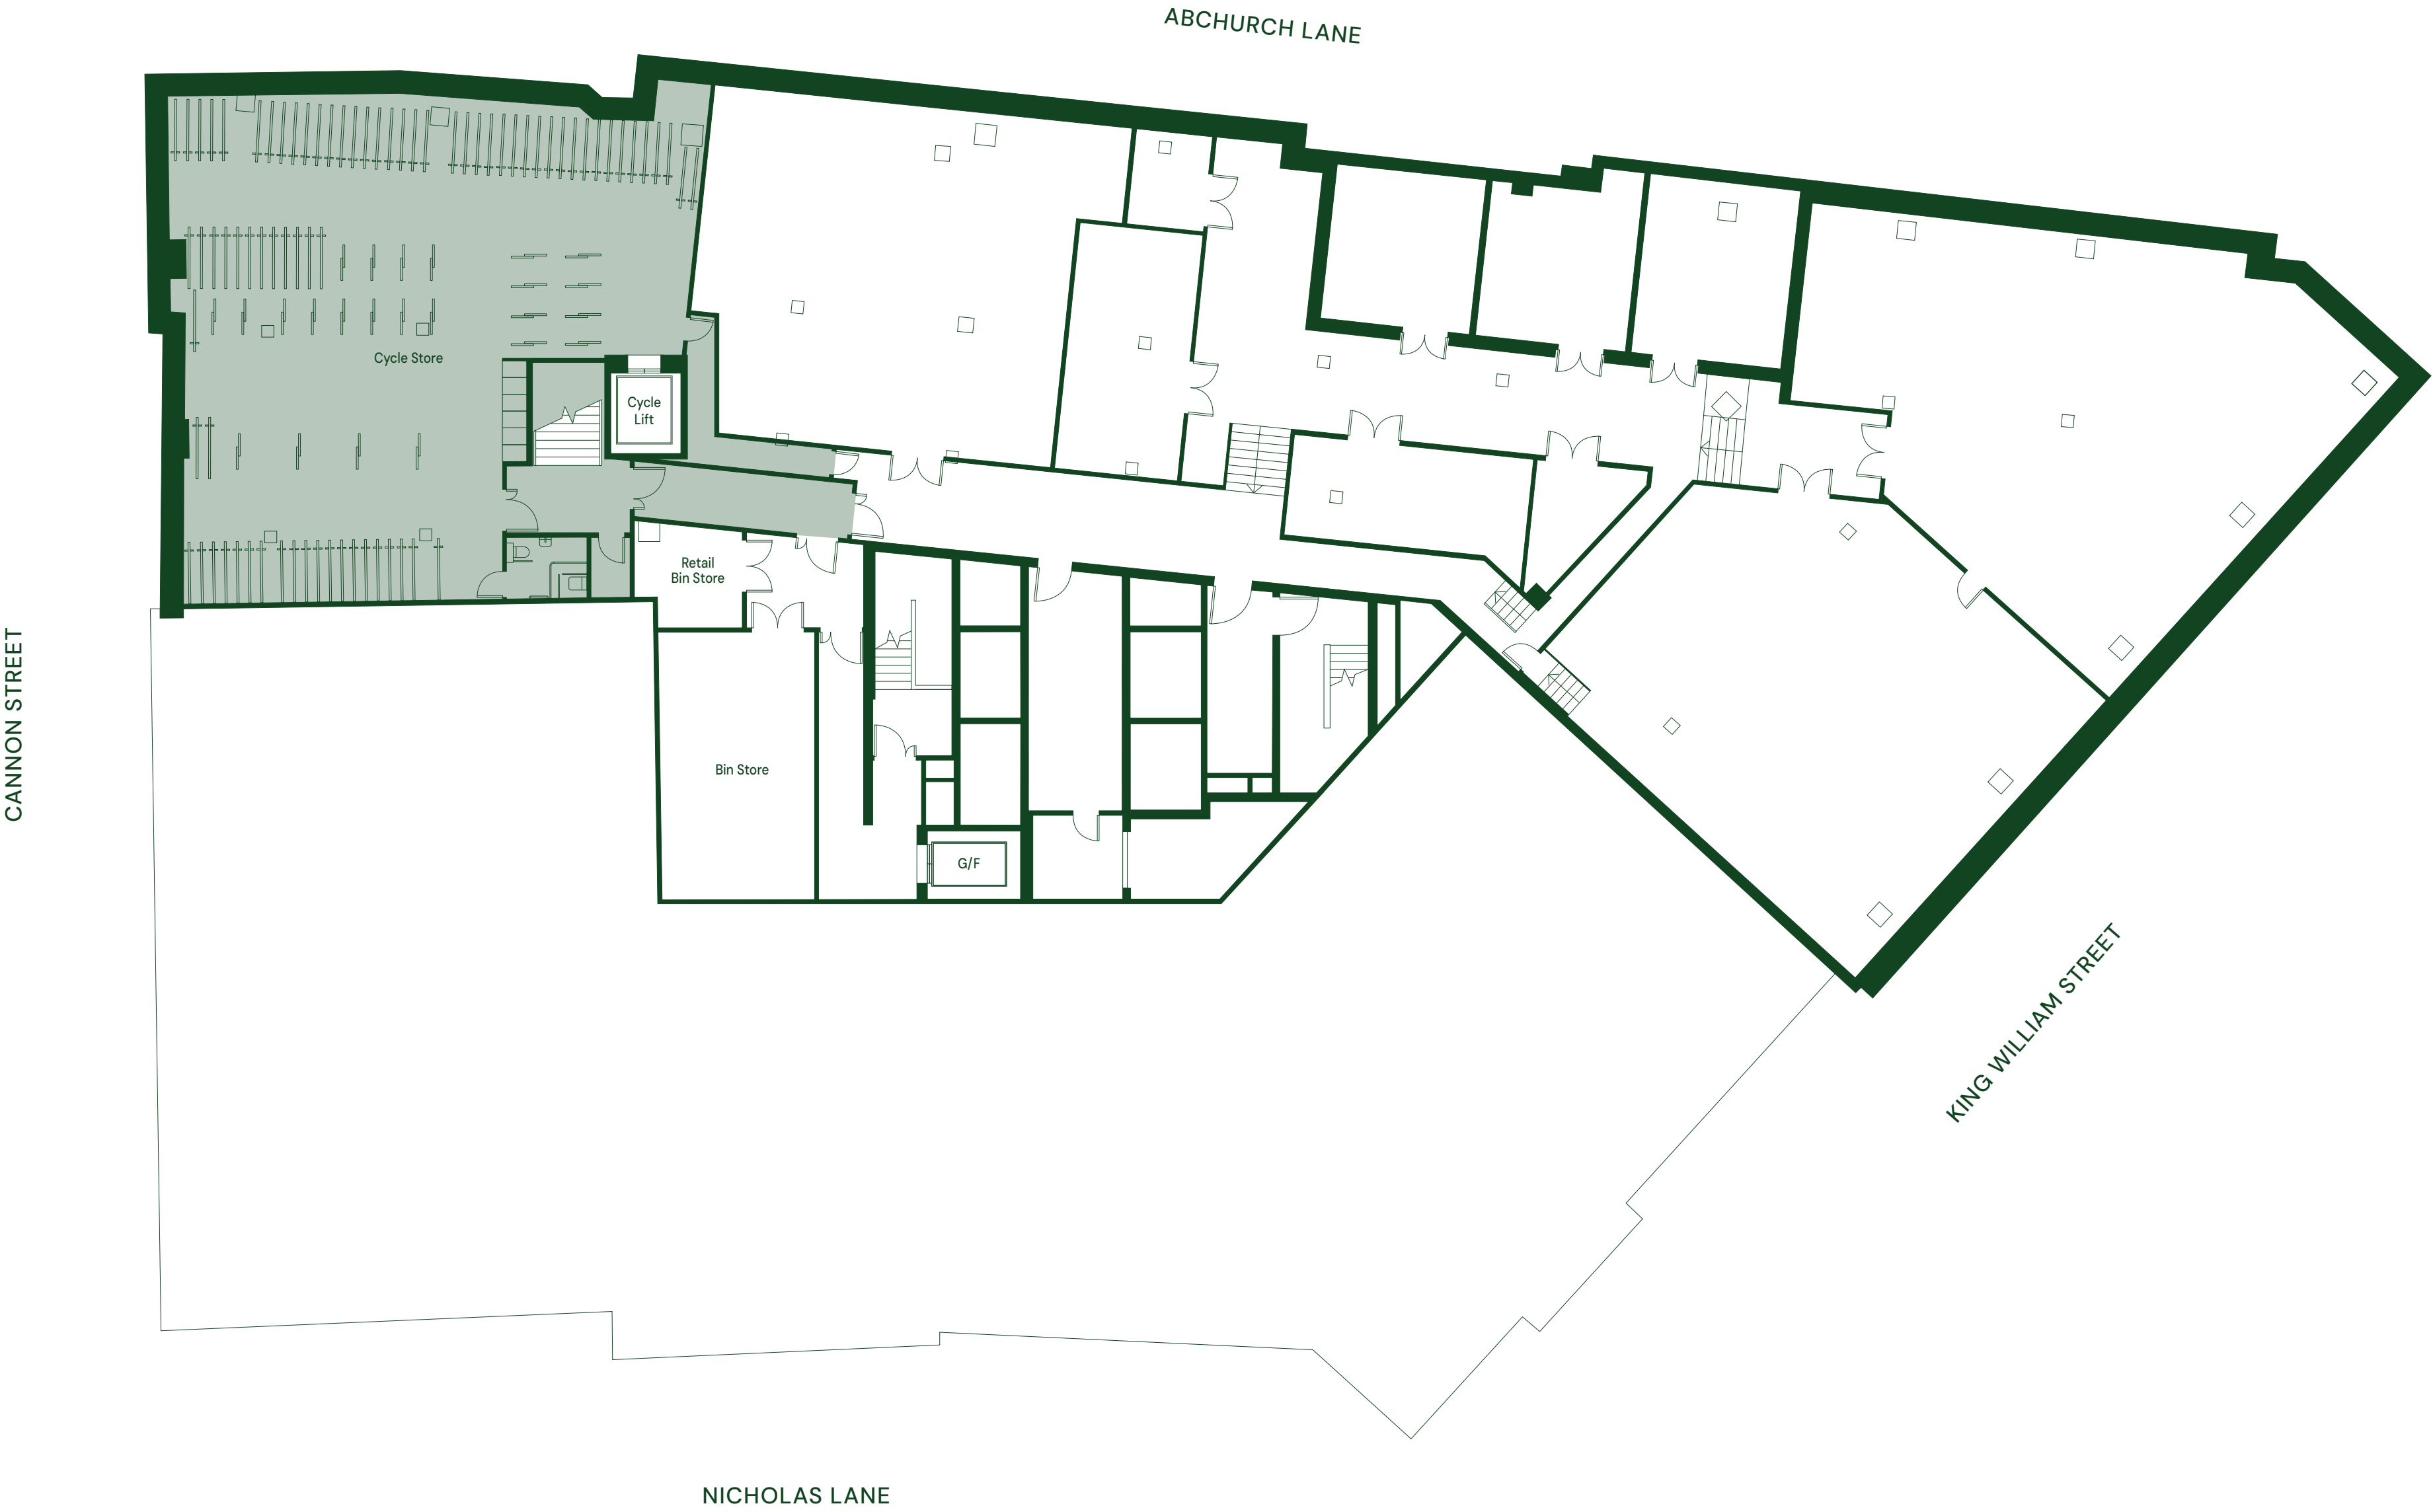 ABCHURCH LANE
Cycle Store
Cycle
Lift
Retail
Bin Store
Bin Store
G/F
CANNON STREET
KING WILLIAM STREET
NICHOLAS LANE